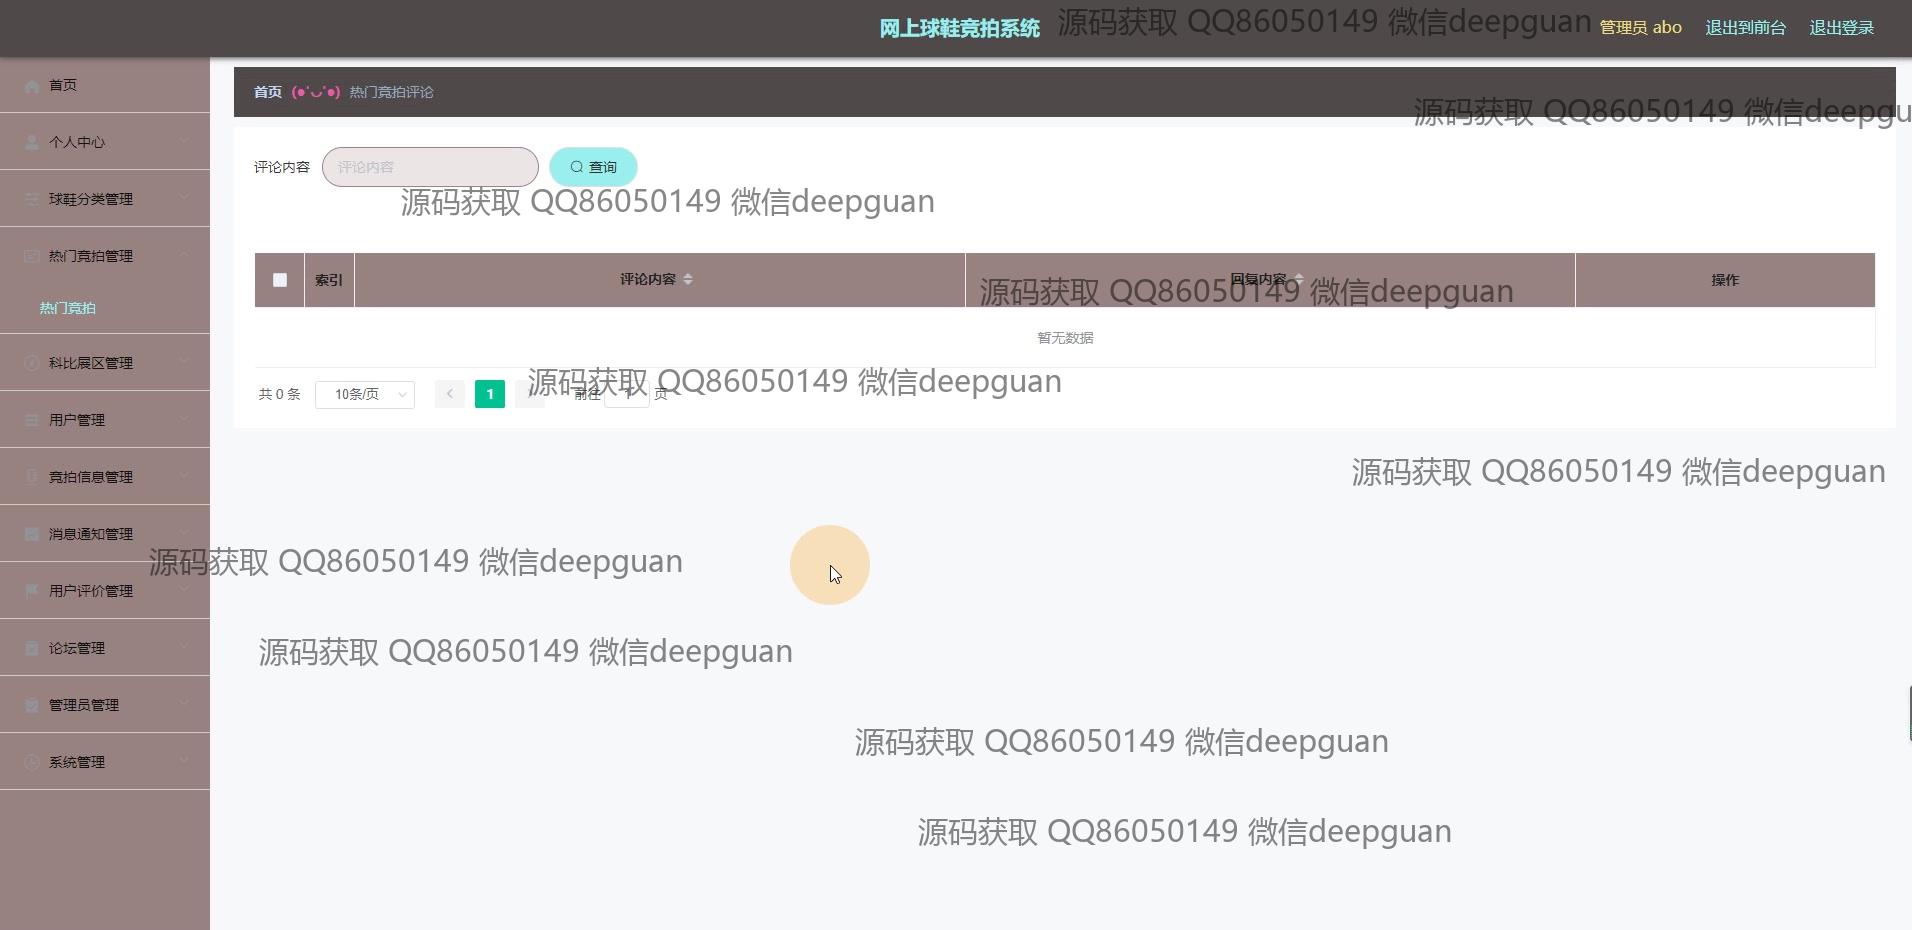 网上球鞋竞拍系统
源码获取 QQ86050149 微信deepguan
管理员 abo
退出到前台
退出登录
首页
个人中心
球鞋分类管理
热门竞拍管理
热门竞拍
科比展区管理
用户管理
竞拍信息管理
消息通知管理
用户评价管理
论坛管理
管理员管理
系统管理
首页 (●'◡'●) 热门竞拍评论
源码获取 QQ86050149 微信deepgu
评论内容 评论内容 查询
源码获取 QQ86050149 微信deepguan
索引 评论内容 回复内容 操作
源码获取 QQ86050149 微信deepguan
暂无数据
共 0 条 10条/页 1 前往 1 页
源码获取 QQ86050149 微信deepguan
源码获取 QQ86050149 微信deepguan
源码获取 QQ86050149 微信deepguan
源码获取 QQ86050149 微信deepguan
源码获取 QQ86050149 微信deepguan
源码获取 QQ86050149 微信deepguan